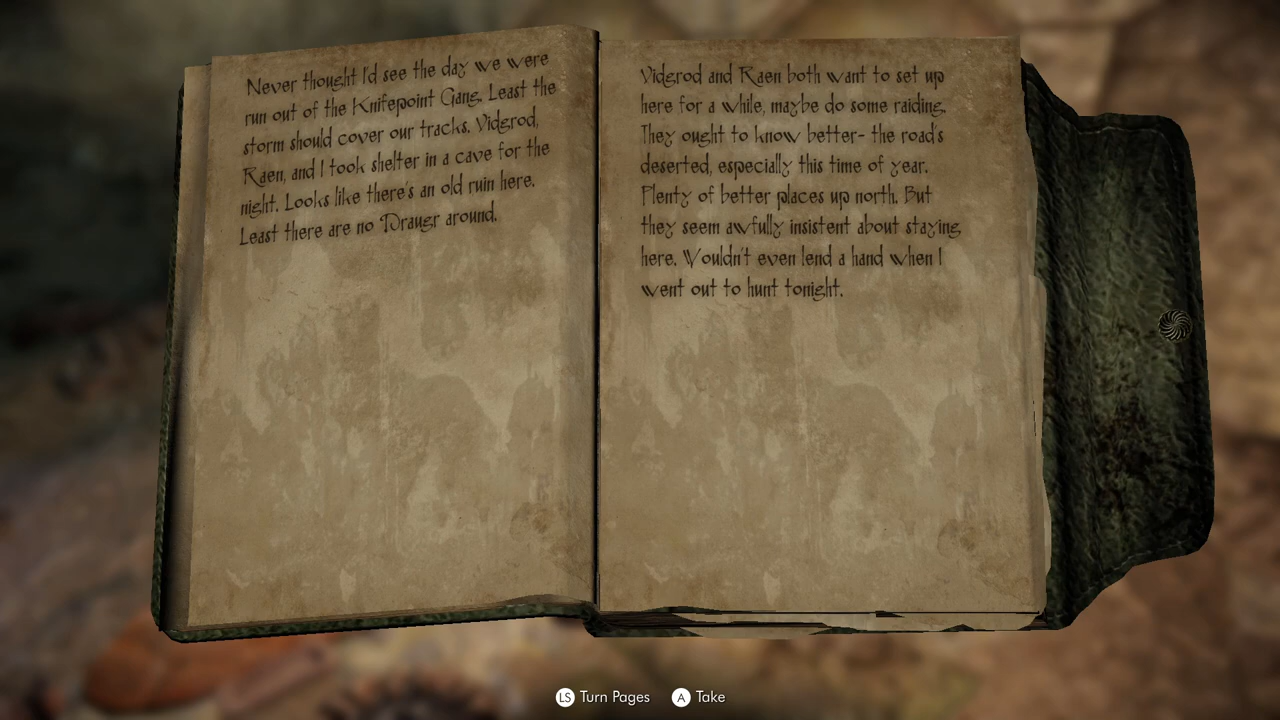 Never thought I'd see the day we were
run out of the Knifepoint Gang. Least the
storm should cover our tracks. Vidgrod,
Raen, and I took shelter in a cave for the
night. Looks like there's an old ruin here.
Least there are no Draugr around.
Vidgrod and Raen both want to set up
here for a while, maybe do some raiding.
They ought to know better- the road's
deserted, especially this time of year.
Plenty of better places up north. But
they seem awfully insistent about staying
here. Wouldn't even lend a hand when I
went out to hunt tonight.
LS Turn Pages A Take